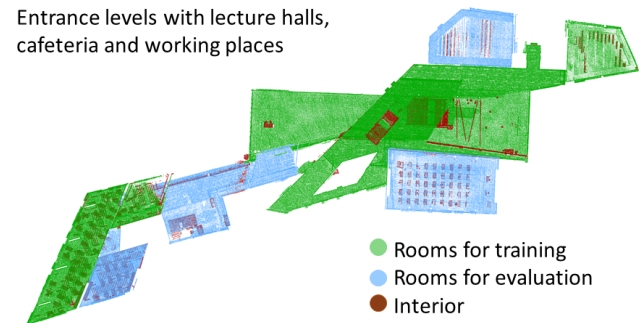 Entrance levels with lecture halls,
cafeteria and working places
Rooms for training
Rooms for evaluation
Interior